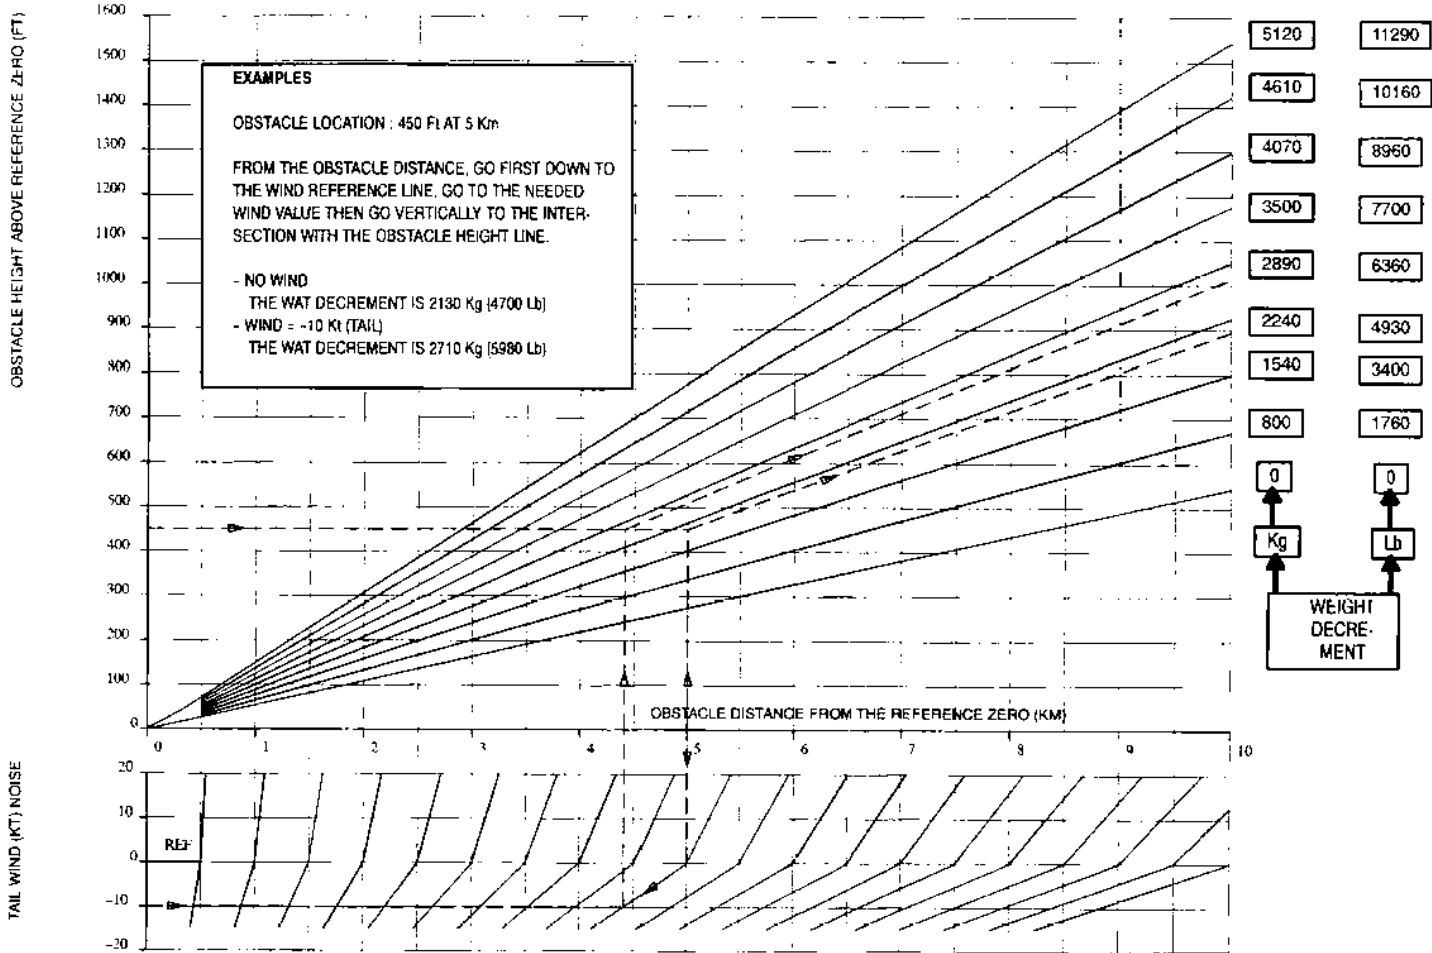 OBSTACLE HEIGHT ABOVE REFERENCE ZERO (FT)
1600
1500
1400
1300
1200
1100
1000
900
800
700
600
500
400
300
200
100
0
EXAMPLES
OBSTACLE LOCATION : 450 Ft AT 5 Km
FROM THE OBSTACLE DISTANCE, GO FIRST DOWN TO
THE WIND REFERENCE LINE, GO TO THE NEEDED
WIND VALUE THEN GO VERTICALLY TO THE INTER-
SECTION WITH THE OBSTACLE HEIGHT LINE.
- NO WIND
THE WAT DECREMENT IS 2130 Kg (4700 Lb)
- WIND = -10 Kt (TAIL)
THE WAT DECREMENT IS 2710 Kg (5980 Lb)
5120 11290
4610 10160
4070 8960
3500 7700
2890 6360
2240 4930
1540 3400
800 1760
0 0
Kg Lb
WEIGHT
DECRE-
MENT
OBSTACLE DISTANCE FROM THE REFERENCE ZERO (KM)
0 1 2 3 4 5 6 7 8 9 10
TAIL WIND (KT) NOISE
20
10
0
-10
-20
REF